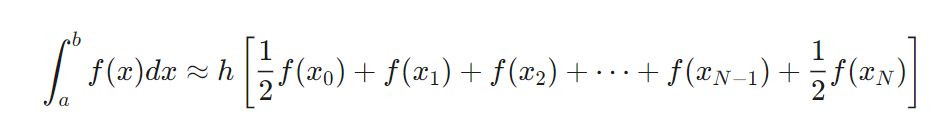 ∫_a^b f(x)dx ≈ h [ 1/2 f(x_0) + f(x_1) + f(x_2) + ··· + f(x_{N−1}) + 1/2 f(x_N) ]